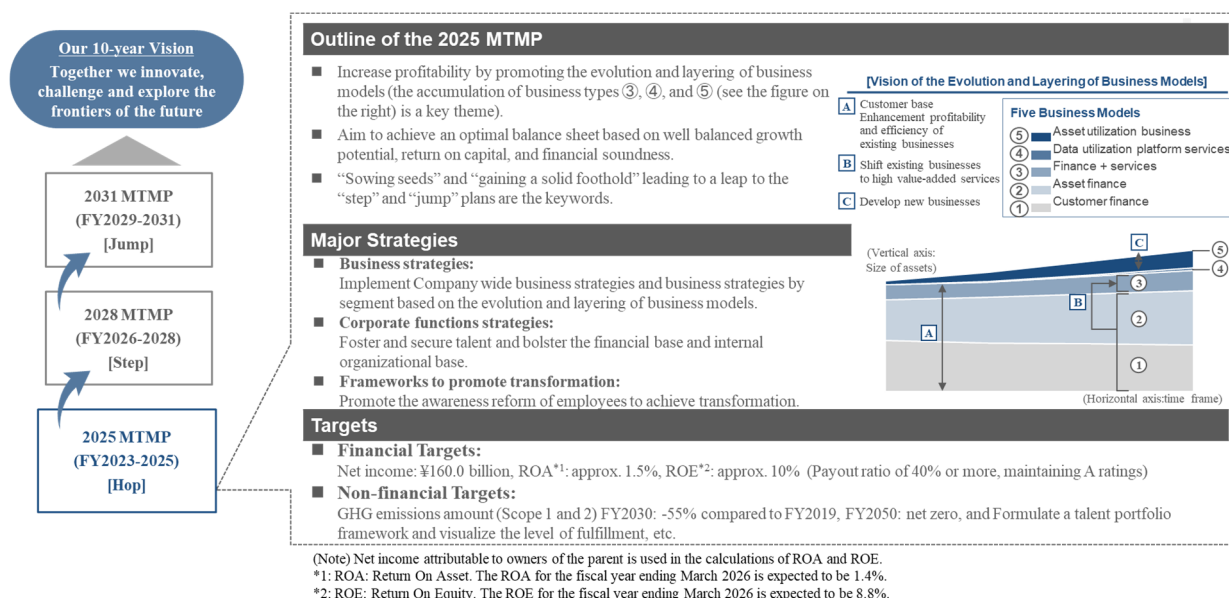 Our 10-year Vision
Together we innovate,
challenge and explore the
frontiers of the future
2031 MTMP
(FY2029-2031)
[Jump]
2028 MTMP
(FY2026-2028)
[Step]
2025 MTMP
(FY2023-2025)
[Hop]
Outline of the 2025 MTMP
■ Increase profitability by promoting the evolution and layering of business
models (the accumulation of business types ③, ④, and ⑤ (see the figure on
the right) is a key theme).
■ Aim to achieve an optimal balance sheet based on well balanced growth
potential, return on capital, and financial soundness.
■ “Sowing seeds” and “gaining a solid foothold” leading to a leap to the
“step” and “jump” plans are the keywords.
[Vision of the Evolution and Layering of Business Models]
A Customer base
Enhancement profitability
and efficiency of
existing businesses
B Shift existing businesses
to high value-added services
C Develop new businesses
Five Business Models
⑤ Asset utilization business
④ Data utilization platform services
③ Finance + services
② Asset finance
① Customer finance
(Vertical axis:
Size of assets)
C
⑤
④
③
B
②
A
①
(Horizontal axis:time frame)
Major Strategies
■ Business strategies:
Implement Company wide business strategies and business strategies by
segment based on the evolution and layering of business models.
■ Corporate functions strategies:
Foster and secure talent and bolster the financial base and internal
organizational base.
■ Frameworks to promote transformation:
Promote the awareness reform of employees to achieve transformation.
Targets
■ Financial Targets:
Net income: ¥160.0 billion, ROA*1: approx. 1.5%, ROE*2: approx. 10% (Payout ratio of 40% or more, maintaining A ratings)
■ Non-financial Targets:
GHG emissions amount (Scope 1 and 2) FY2030: -55% compared to FY2019, FY2050: net zero, and Formulate a talent portfolio
framework and visualize the level of fulfillment, etc.
(Note) Net income attributable to owners of the parent is used in the calculations of ROA and ROE.
*1: ROA: Return On Asset. The ROA for the fiscal year ending March 2026 is expected to be 1.4%.
*2: ROE: Return On Equity. The ROE for the fiscal year ending March 2026 is expected to be 8.8%.